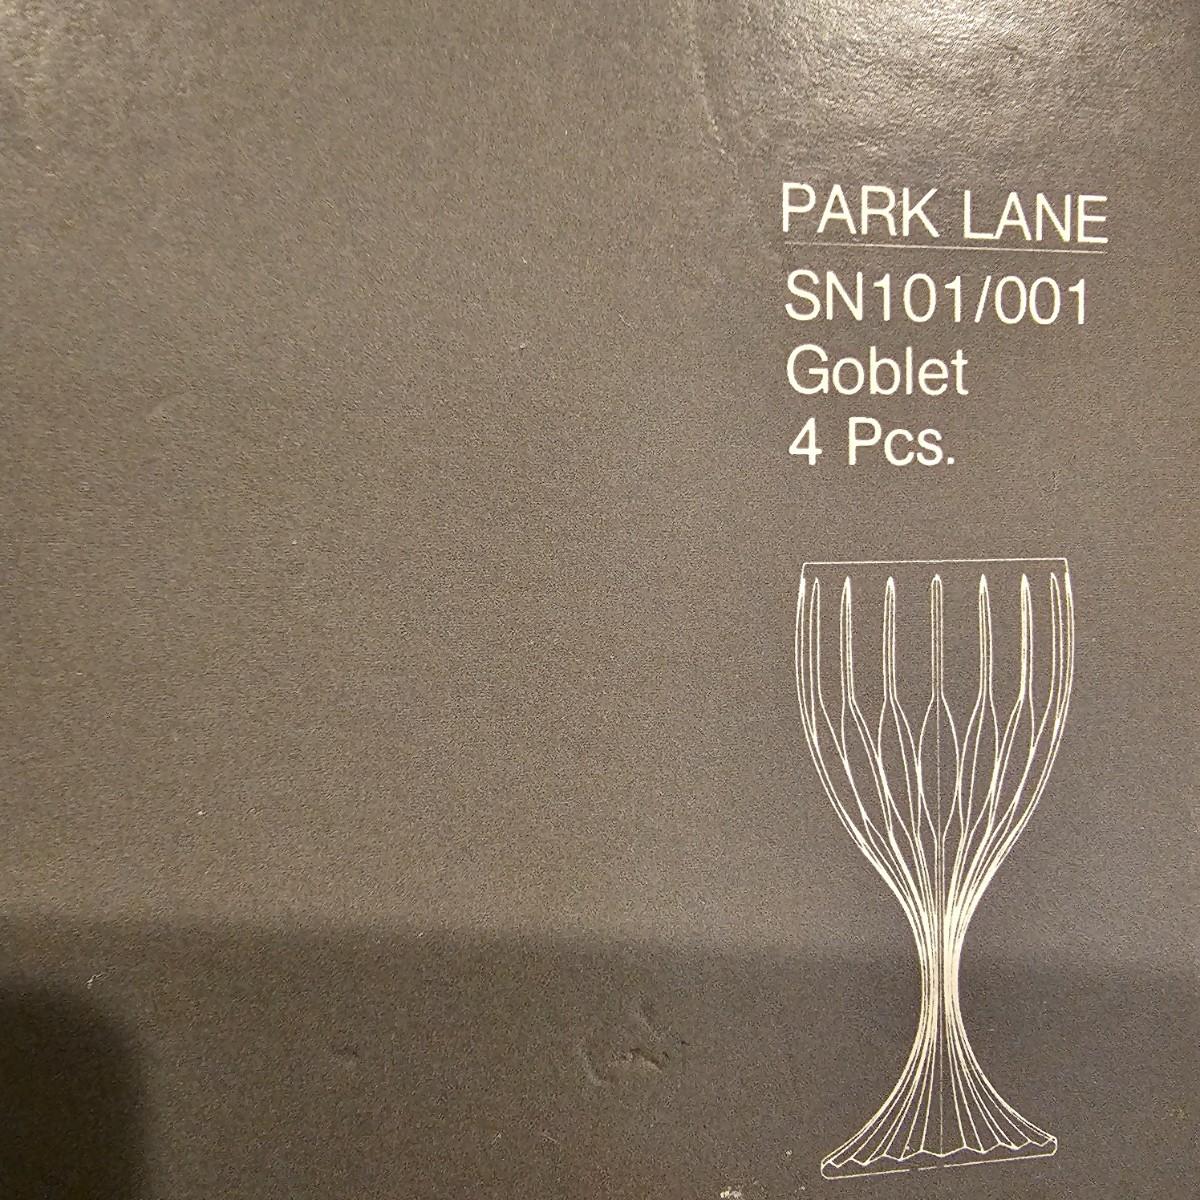 PARK LANE
SN101/001
Goblet
4 Pcs.